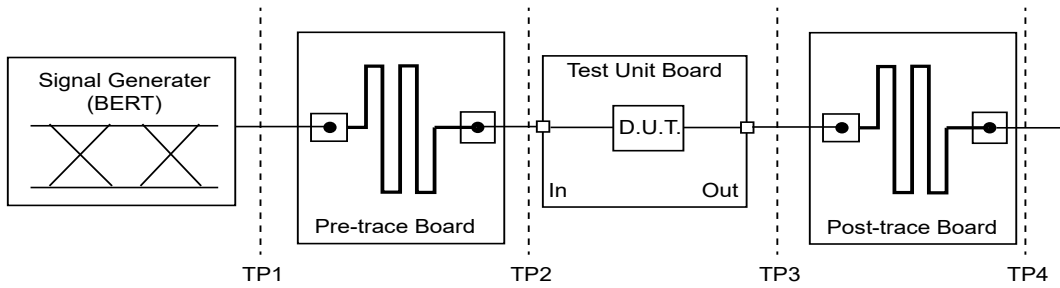 Signal Generater
(BERT)
Pre-trace Board
Test Unit Board
D.U.T.
In
Out
Post-trace Board
TP1
TP2
TP3
TP4